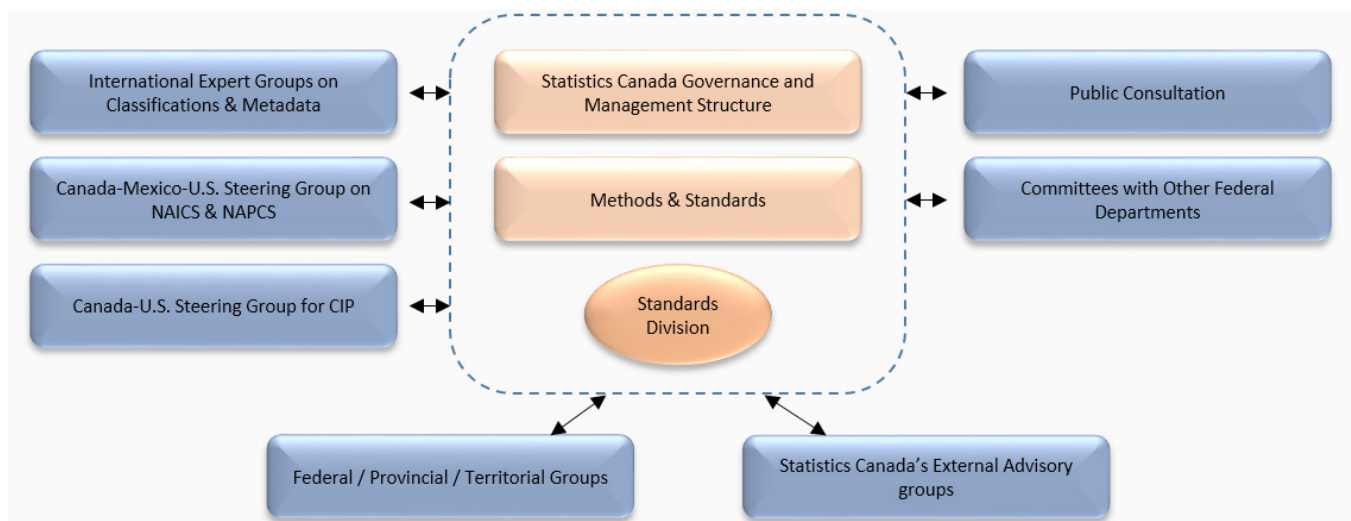 International Expert Groups on
Classifications & Metadata
Statistics Canada Governance and
Management Structure
Public Consultation
Canada-Mexico-U.S. Steering Group on
NAICS & NAPCS
Methods & Standards
Committees with Other Federal
Departments
Canada-U.S. Steering Group for CIP
Standards
Division
Federal / Provincial / Territorial Groups
Statistics Canada’s External Advisory
groups